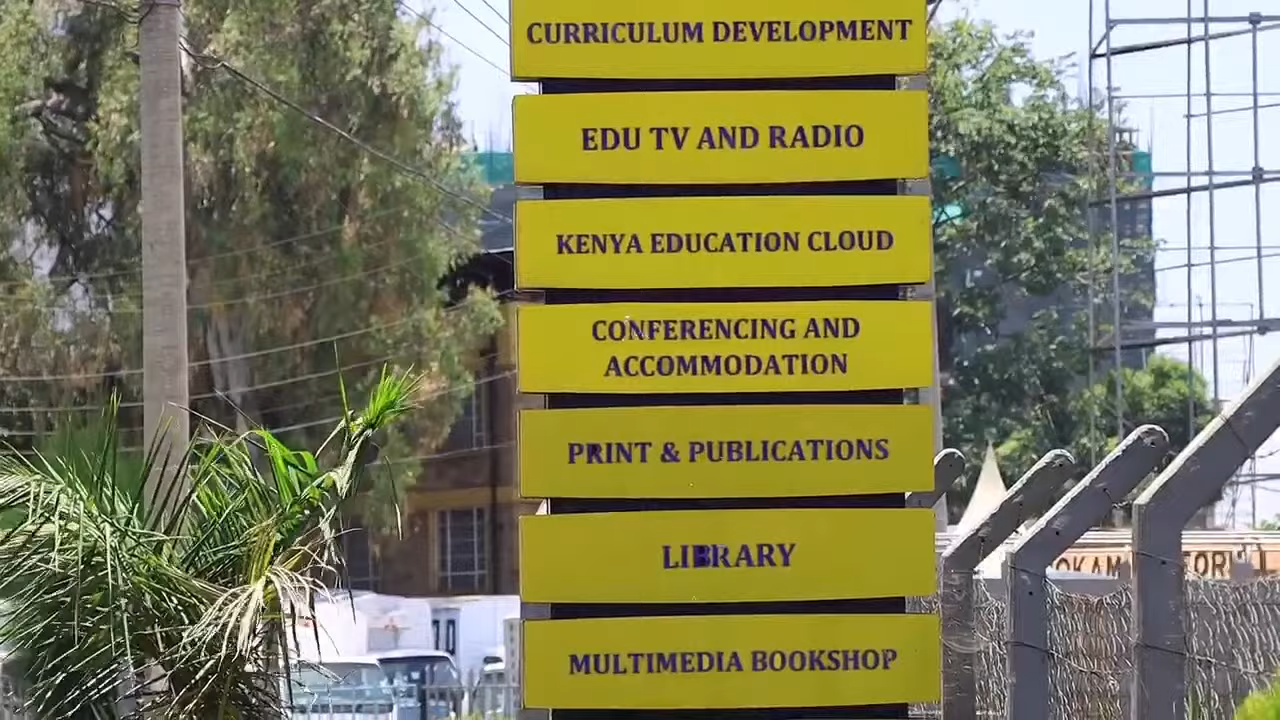 CURRICULUM DEVELOPMENT
EDU TV AND RADIO
KENYA EDUCATION CLOUD
CONFERENCING AND
ACCOMMODATION
PRINT & PUBLICATIONS
LIBRARY
MULTIMEDIA BOOKSHOP